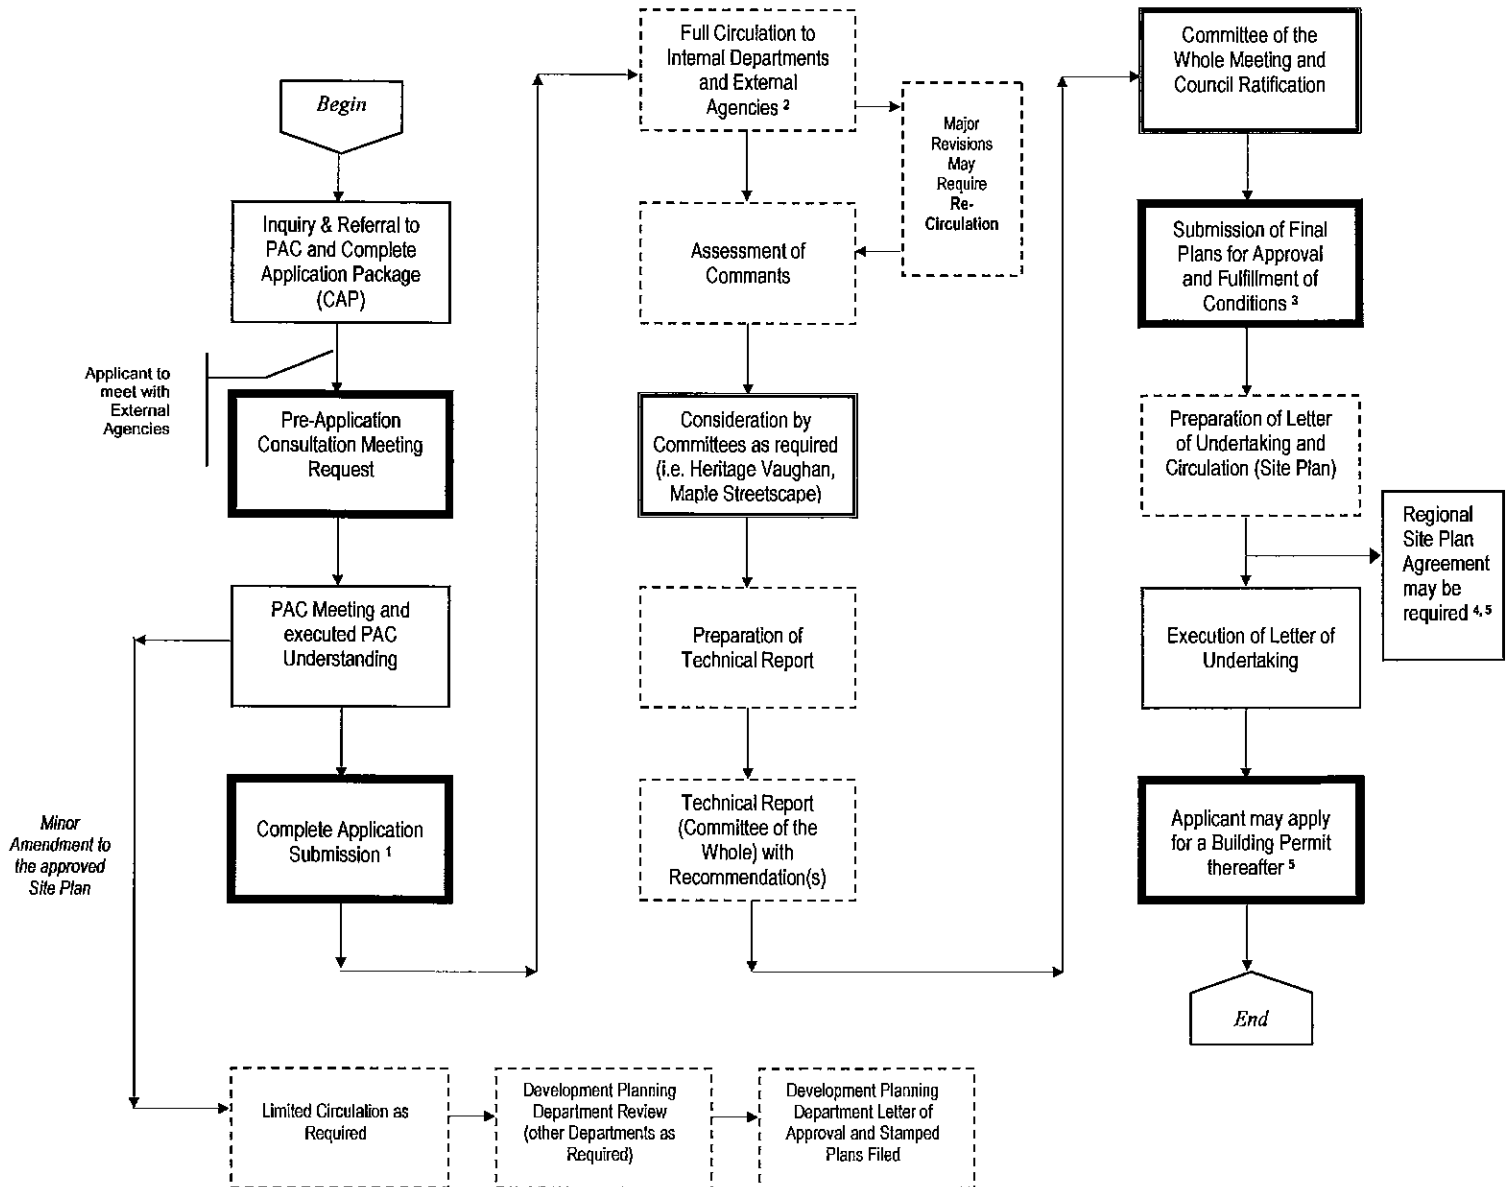 Begin
Inquiry & Referral to
PAC and Complete
Application Package
(CAP)
Applicant to
meet with
External
Agencies
Pre-Application
Consultation Meeting
Request
PAC Meeting and
executed PAC
Understanding
Minor
Amendment to
the approved
Site Plan
Complete Application
Submission 1
Full Circulation to
Internal Departments
and External
Agencies 2
Major
Revisions
May
Require
Re-
Circulation
Assessment of
Commants
Consideration by
Committees as required
(i.e. Heritage Vaughan,
Maple Streetscape)
Preparation of
Technical Report
Technical Report
(Committee of the
Whole) with
Recommendation(s)
Committee of the
Whole Meeting and
Council Ratification
Submission of Final
Plans for Approval
and Fulfillment of
Conditions 3
Preparation of Letter
of Undertaking and
Circulation (Site Plan)
Regional
Site Plan
Agreement
may be
required 4, 5
Execution of Letter of
Undertaking
Applicant may apply
for a Building Permit
thereafter 5
End
Limited Circulation as
Required
Development Planning
Department Review
(other Departments as
Required)
Development Planning
Department Letter of
Approval and Stamped
Plans Filed